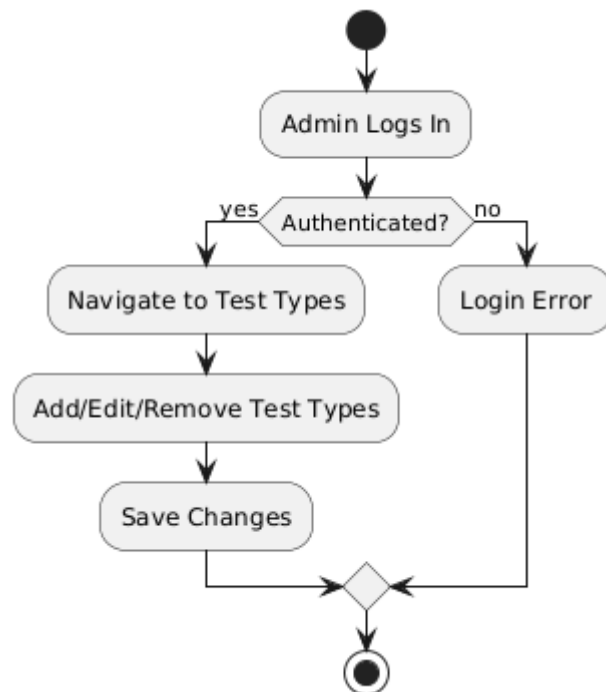 Admin Logs In
yes
Authenticated?
no
Navigate to Test Types
Login Error
Add/Edit/Remove Test Types
Save Changes